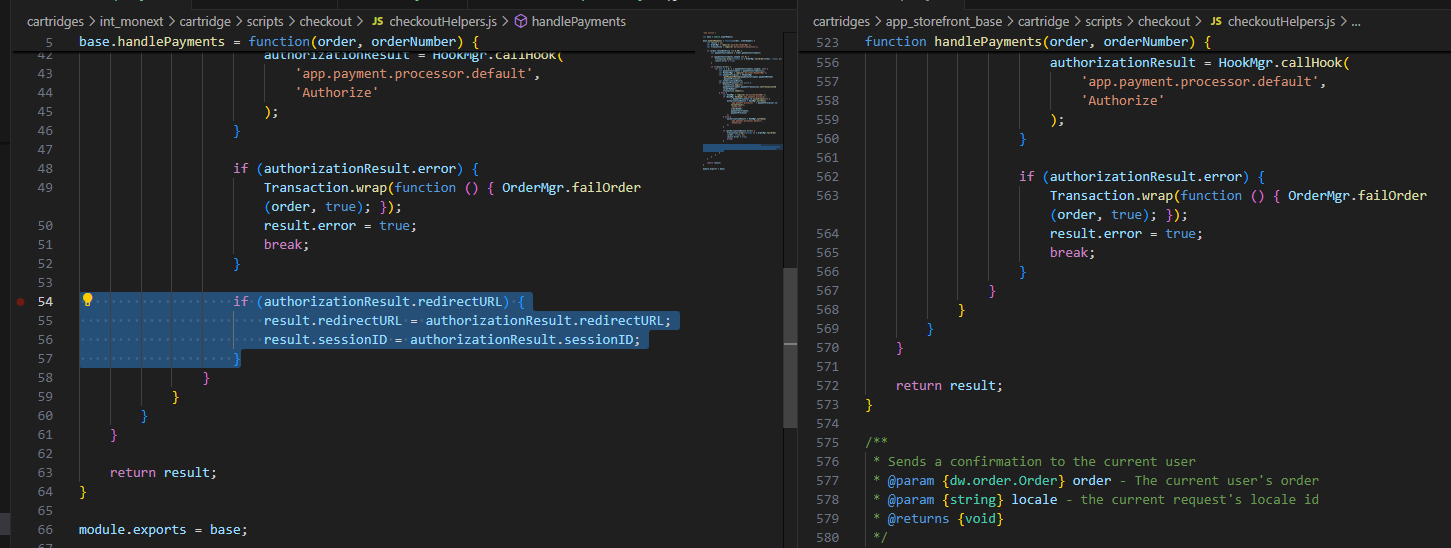 cartridges > int_monext > cartridge > scripts > checkout > JS checkoutHelpers.js > handlePayments
5 base.handlePayments = function(order, orderNumber) {
42 authorizationResult = HookMgr.callHook(
43 'app.payment.processor.default',
44 'Authorize'
45 );
46 }
47
48 if (authorizationResult.error) {
49 Transaction.wrap(function () { OrderMgr.failOrder
(order, true); });
50 result.error = true;
51 break;
52 }
53
54 if (authorizationResult.redirectURL) {
55 result.redirectURL = authorizationResult.redirectURL;
56 result.sessionID = authorizationResult.sessionID;
57 }
58 }
59 }
60 }
61 }
62
63 return result;
64 }
65
66 module.exports = base;
67
cartridges > app_storefront_base > cartridge > scripts > checkout > JS checkoutHelpers.js > ...
523 function handlePayments(order, orderNumber) {
556 authorizationResult = HookMgr.callHook(
557 'app.payment.processor.default',
558 'Authorize'
559 );
560 }
561
562 if (authorizationResult.error) {
563 Transaction.wrap(function () { OrderMgr.failOrder
(order, true); });
564 result.error = true;
565 break;
566 }
567 }
568 }
569 }
570 }
571
572 return result;
573 }
574
575 /**
576 * Sends a confirmation to the current user
577 * @param {dw.order.Order} order - The current user's order
578 * @param {string} locale - the current request's locale id
579 * @returns {void}
580 */